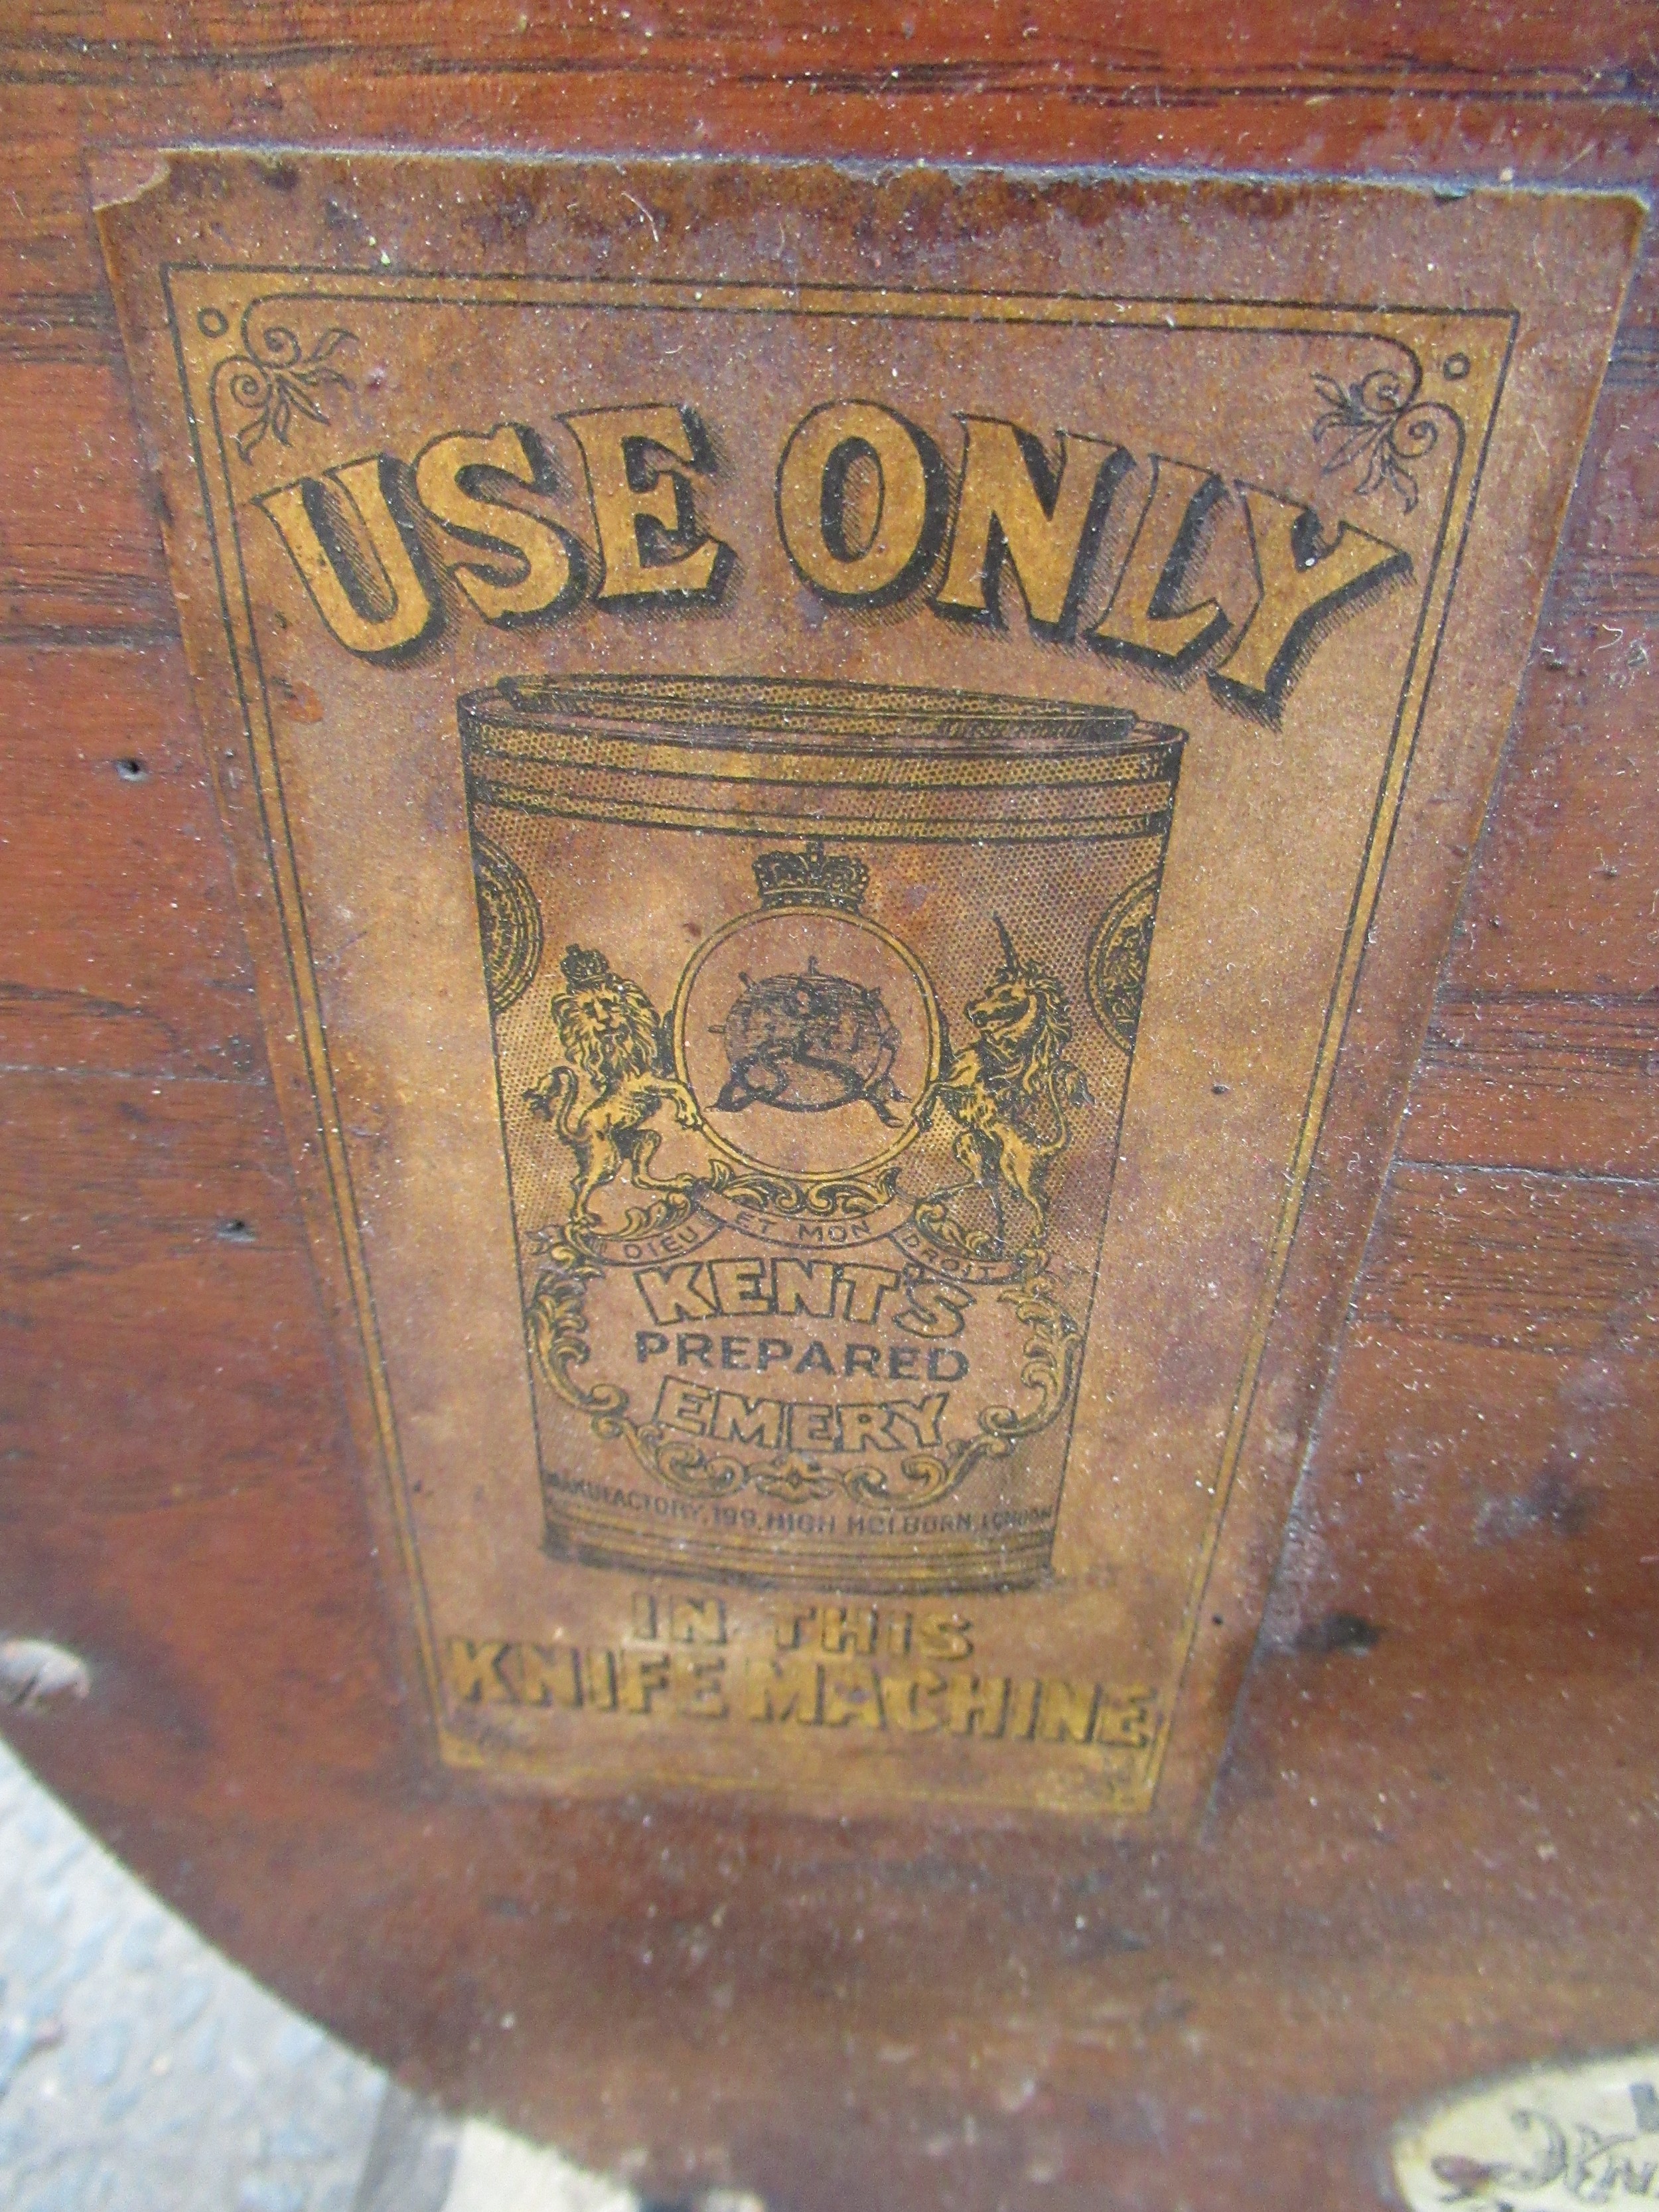 USE ONLY
DIEU ET MON DROIT
KENT'S
PREPARED
EMERY
MANUFACTORY, 199, HIGH HOLBORN, LONDON
IN THIS
KNIFE MACHINE